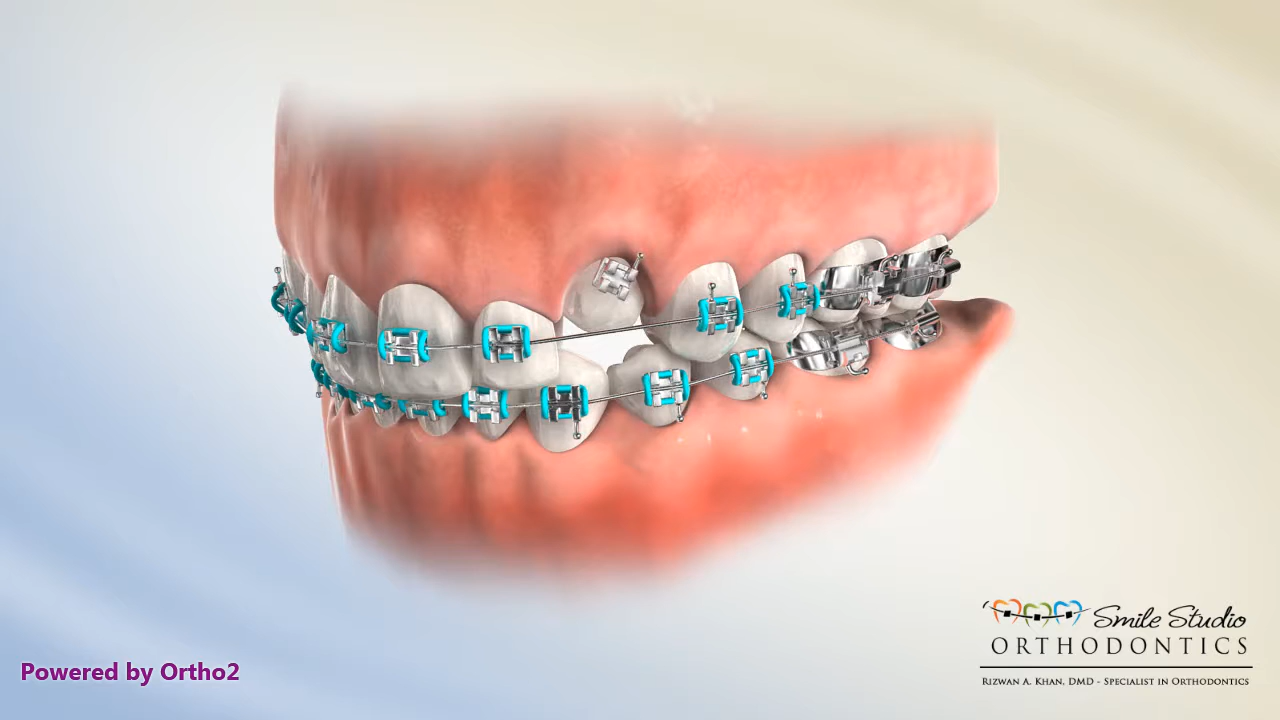 Smile Studio
ORTHODONTICS
RIZWAN A. KHAN, DMD - SPECIALIST IN ORTHODONTICS
Powered by Ortho2